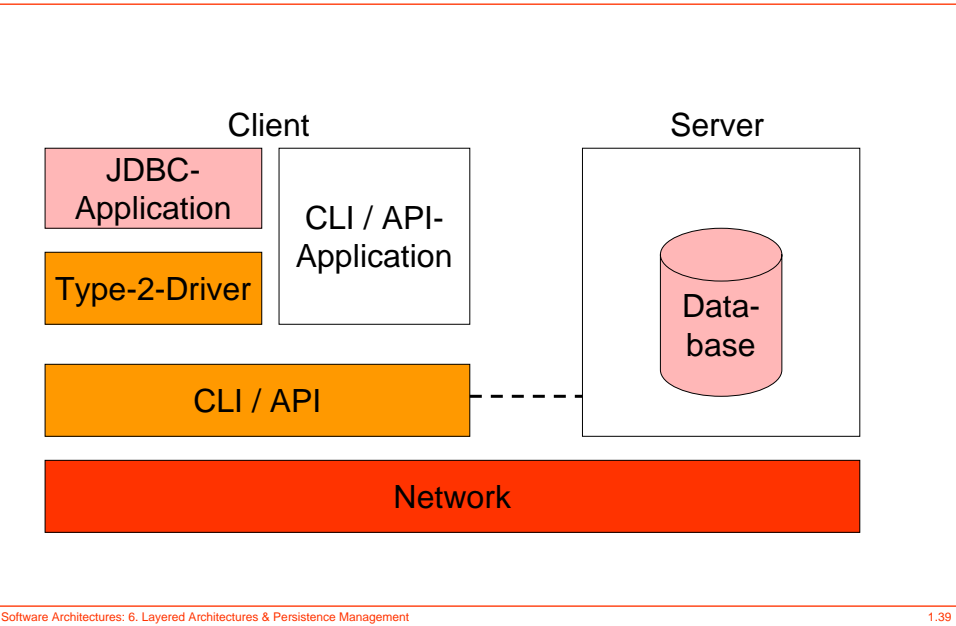 Client
Server
JDBC-
Application
CLI / API-
Application
Type-2-Driver
Data-
base
CLI / API
Network
Software Architectures: 6. Layered Architectures & Persistence Management
1.39